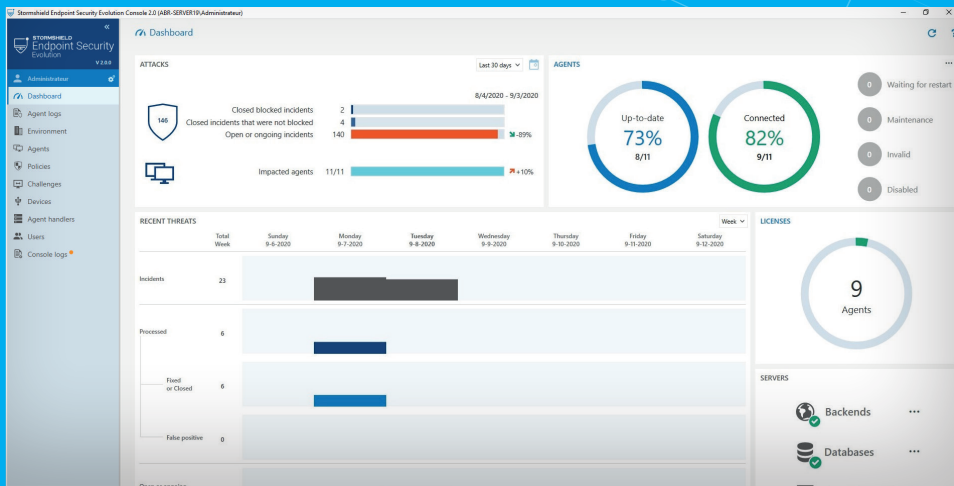 Stormshield Endpoint Security Evolution Console 2.0 (ABR-SERVER19\Administrateur)
STORMSHIELD
Endpoint Security
Evolution
V 2.0.0
Administrateur
Dashboard
Agent logs
Environment
Agents
Policies
Challenges
Devices
Agent handlers
Users
Console logs
Dashboard
ATTACKS
Last 30 days
8/4/2020 - 9/3/2020
146
Closed blocked incidents 2
Closed incidents that were not blocked 4
Open or ongoing incidents 140 -89%
Impacted agents 11/11 +10%
AGENTS
Up-to-date
73%
8/11
Connected
82%
9/11
0 Waiting for restart
0 Maintenance
0 Invalid
0 Disabled
RECENT THREATS
Week
Total Week
Sunday 9-6-2020
Monday 9-7-2020
Tuesday 9-8-2020
Wednesday 9-9-2020
Thursday 9-10-2020
Friday 9-11-2020
Saturday 9-12-2020
Incidents 23
Processed 6
Fixed or Closed 6
False positive 0
LICENSES
9
Agents
SERVERS
Backends
Databases